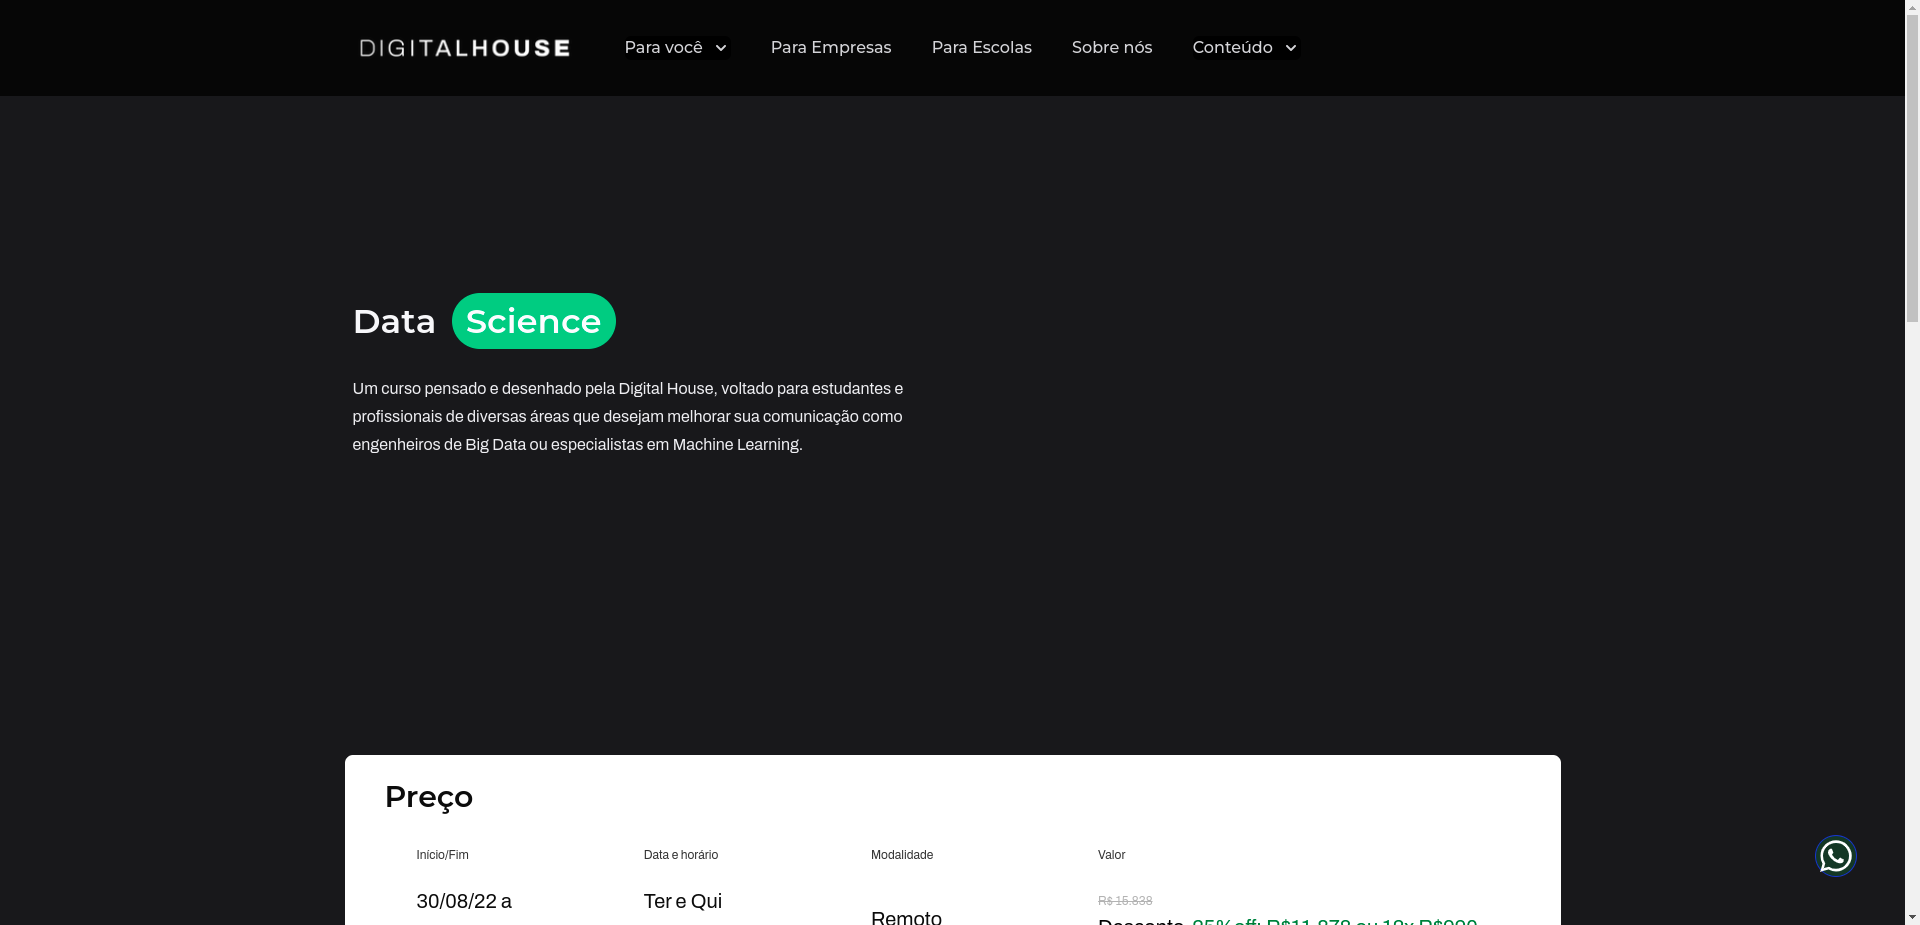 DIGITALHOUSE
Para você
Para Empresas
Para Escolas
Sobre nós
Conteúdo
Data Science
Um curso pensado e desenhado pela Digital House, voltado para estudantes e
profissionais de diversas áreas que desejam melhorar sua comunicação como
engenheiros de Big Data ou especialistas em Machine Learning.
Preço
Início/Fim
Data e horário
Modalidade
Valor
30/08/22 a
Ter e Qui
Remoto
R$ 15.838